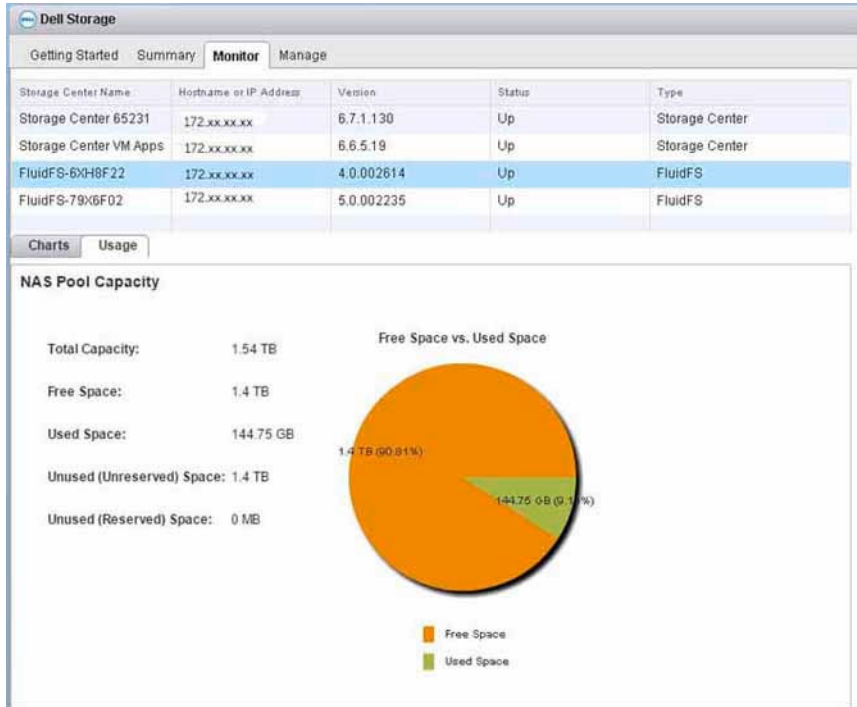 DELL Dell Storage
Getting Started Summary Monitor Manage
Storage Center Name Hostname or IP Address Version Status Type
Storage Center 65231 172.xx.xx.xx 6.7.1.130 Up Storage Center
Storage Center VM Apps 172.xx.xx.xx 6.6.5.19 Up Storage Center
FluidFS-6XH8F22 172.xx.xx.xx 4.0.002614 Up FluidFS
FluidFS-79X6F02 172.xx.xx.xx 5.0.002235 Up FluidFS
Charts Usage
NAS Pool Capacity
Free Space vs. Used Space
Total Capacity: 1.54 TB
Free Space: 1.4 TB
Used Space: 144.75 GB
1.4 TB (90.81%)
Unused (Unreserved) Space: 1.4 TB
144.75 GB
Unused (Reserved) Space: 0 MB
Free Space
Used Space